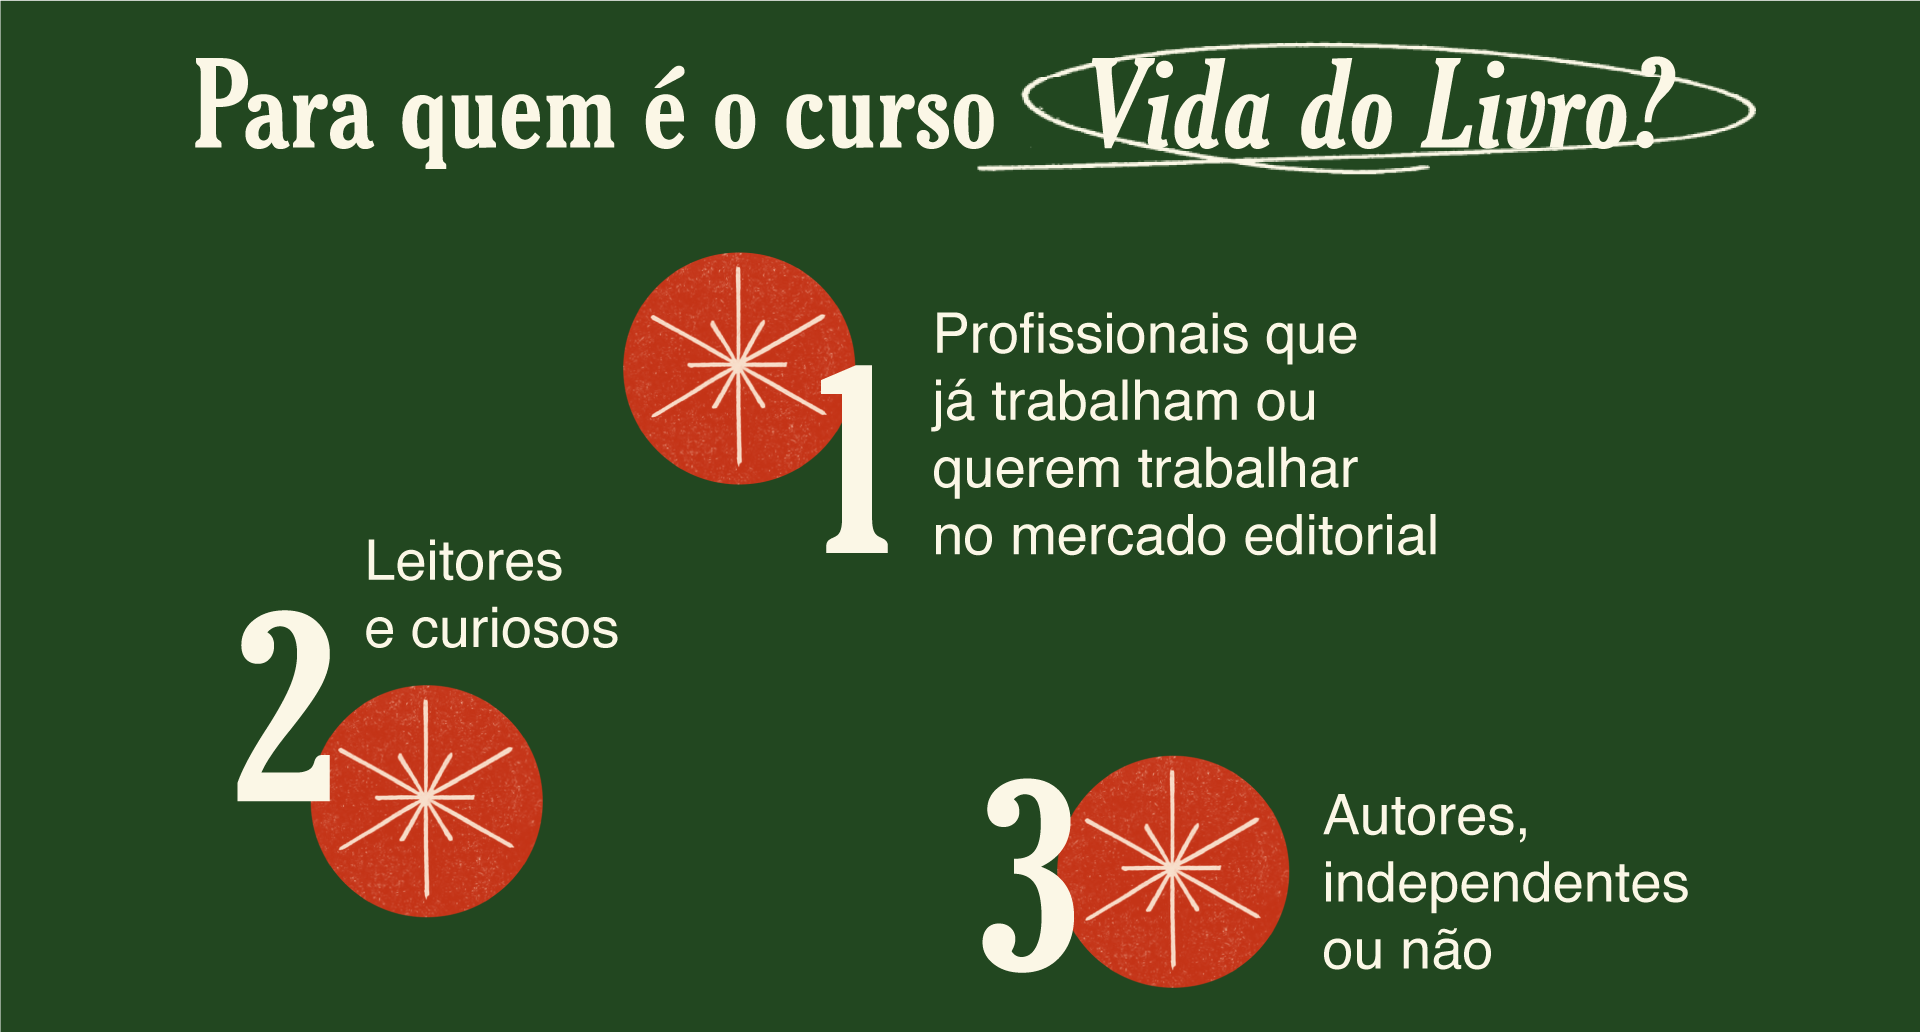 Para quem é o curso Vida do Livro?
1
Profissionais que
já trabalham ou
querem trabalhar
no mercado editorial
2
Leitores
e curiosos
3
Autores,
independentes
ou não